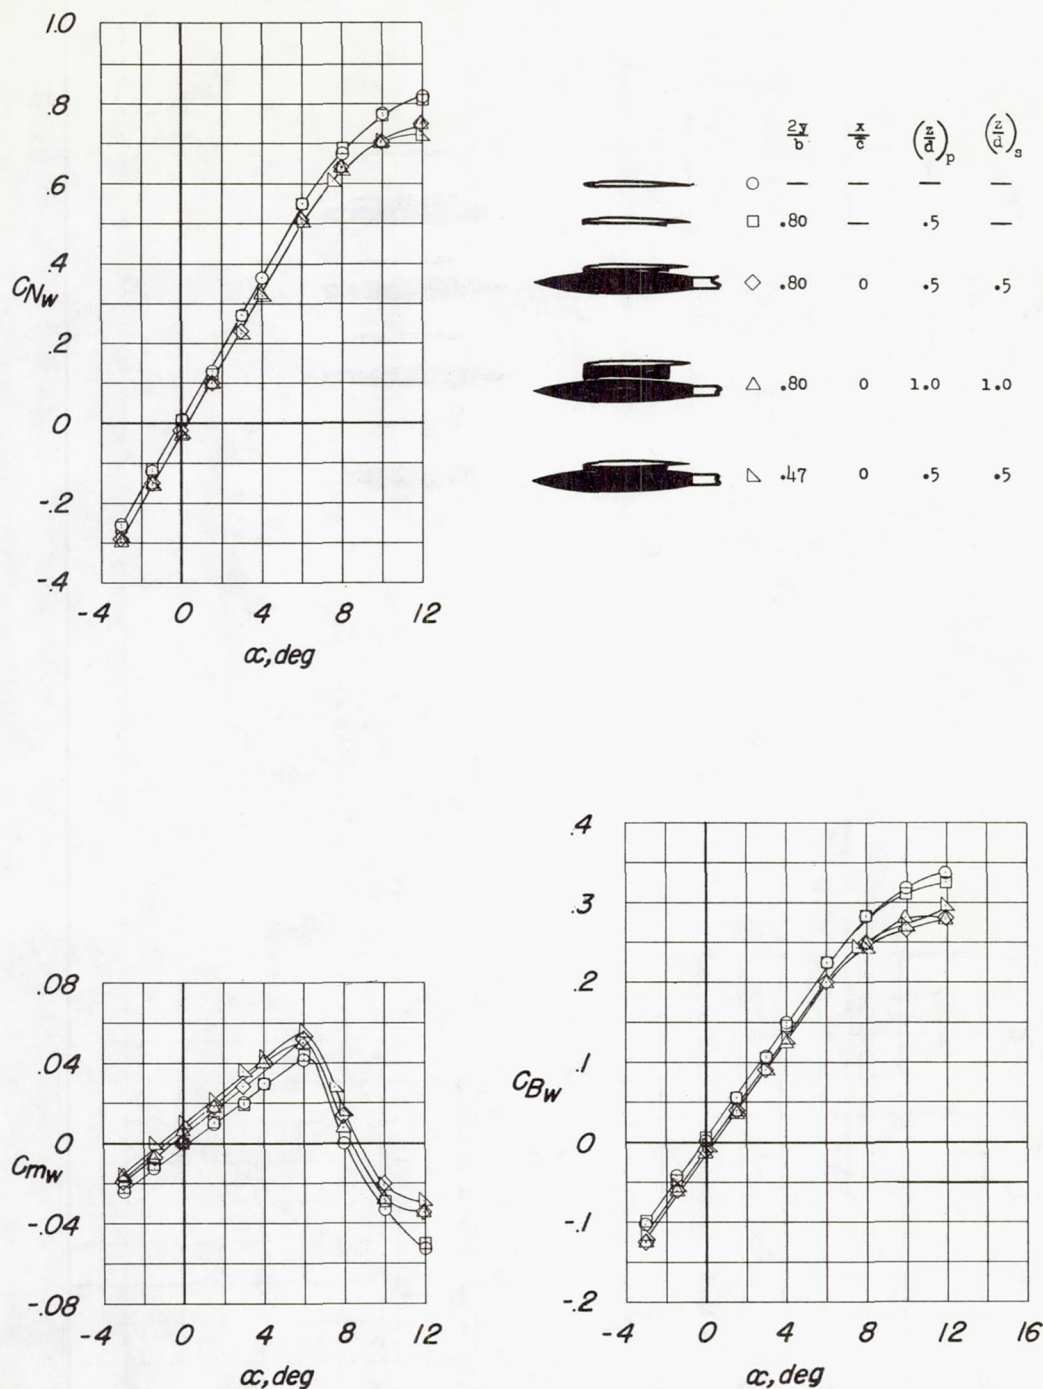 1.0
.8
.6
.4
.2
0
-.2
-.4
C_Nw
-4 0 4 8 12
α, deg
2y/b x/c̄ (z/d)p (z/d)s
○ — — — —
□ .80 — .5 —
◇ .80 0 .5 .5
△ .80 0 1.0 1.0
◺ .47 0 .5 .5
.08
.04
0
-.04
-.08
C_mw
-4 0 4 8 12
α, deg
.4
.3
.2
.1
0
-.1
-.2
C_Bw
-4 0 4 8 12 16
α, deg